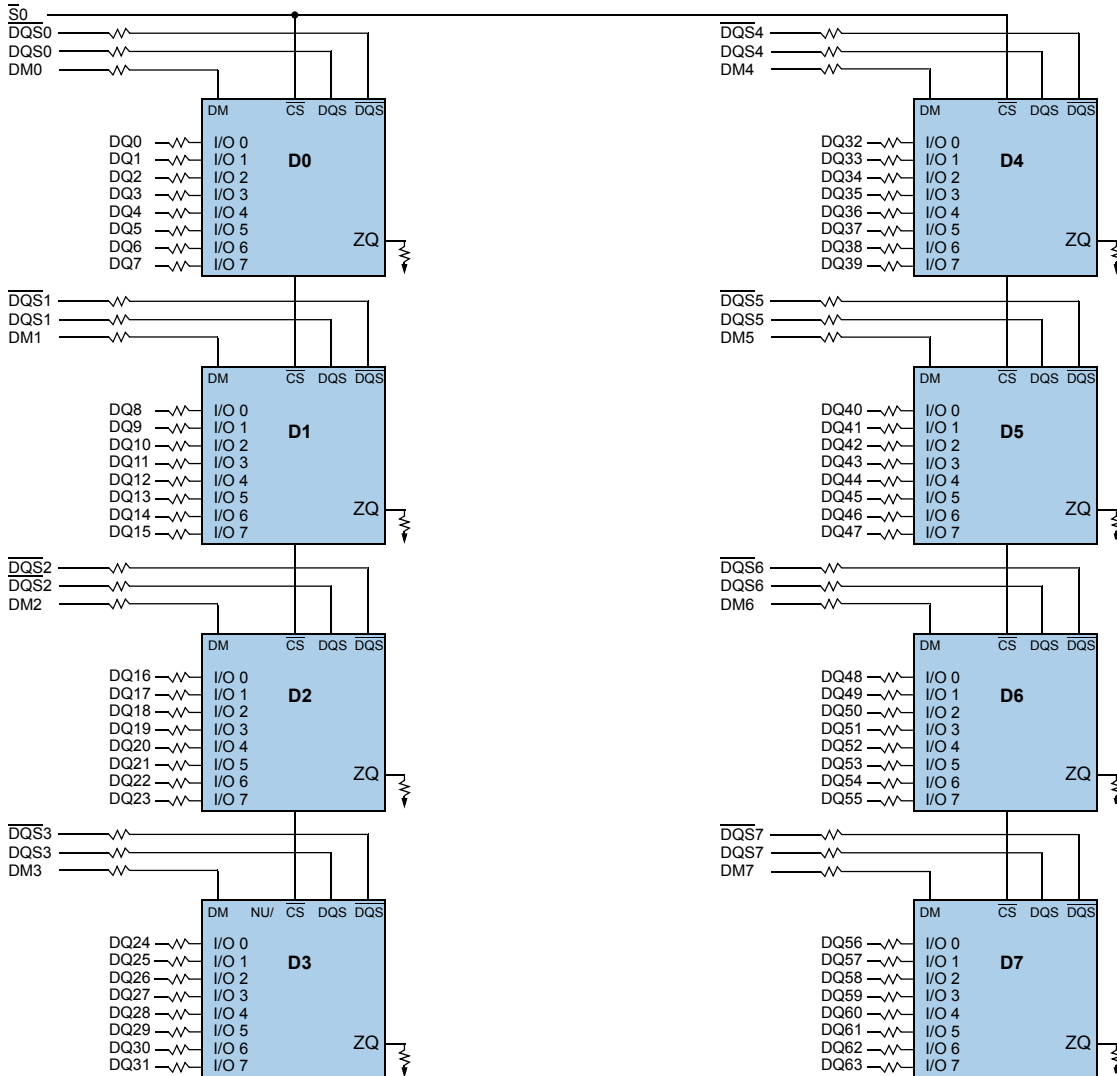 S0
DQS0
DQS0
DM0
DM CS DQS DQS
D0
DQ0 I/O 0
DQ1 I/O 1
DQ2 I/O 2
DQ3 I/O 3
DQ4 I/O 4
DQ5 I/O 5
DQ6 I/O 6
DQ7 I/O 7
ZQ
DQS1
DQS1
DM1
DM CS DQS DQS
D1
DQ8 I/O 0
DQ9 I/O 1
DQ10 I/O 2
DQ11 I/O 3
DQ12 I/O 4
DQ13 I/O 5
DQ14 I/O 6
DQ15 I/O 7
ZQ
DQS2
DQS2
DM2
DM CS DQS DQS
D2
DQ16 I/O 0
DQ17 I/O 1
DQ18 I/O 2
DQ19 I/O 3
DQ20 I/O 4
DQ21 I/O 5
DQ22 I/O 6
DQ23 I/O 7
ZQ
DQS3
DQS3
DM3
DM NU/ CS DQS DQS
D3
DQ24 I/O 0
DQ25 I/O 1
DQ26 I/O 2
DQ27 I/O 3
DQ28 I/O 4
DQ29 I/O 5
DQ30 I/O 6
DQ31 I/O 7
ZQ
DQS4
DQS4
DM4
DM CS DQS DQS
D4
DQ32 I/O 0
DQ33 I/O 1
DQ34 I/O 2
DQ35 I/O 3
DQ36 I/O 4
DQ37 I/O 5
DQ38 I/O 6
DQ39 I/O 7
ZQ
DQS5
DQS5
DM5
DM CS DQS DQS
D5
DQ40 I/O 0
DQ41 I/O 1
DQ42 I/O 2
DQ43 I/O 3
DQ44 I/O 4
DQ45 I/O 5
DQ46 I/O 6
DQ47 I/O 7
ZQ
DQS6
DQS6
DM6
DM CS DQS DQS
D6
DQ48 I/O 0
DQ49 I/O 1
DQ50 I/O 2
DQ51 I/O 3
DQ52 I/O 4
DQ53 I/O 5
DQ54 I/O 6
DQ55 I/O 7
ZQ
DQS7
DQS7
DM7
DM CS DQS DQS
D7
DQ56 I/O 0
DQ57 I/O 1
DQ58 I/O 2
DQ59 I/O 3
DQ60 I/O 4
DQ61 I/O 5
DQ62 I/O 6
DQ63 I/O 7
ZQ